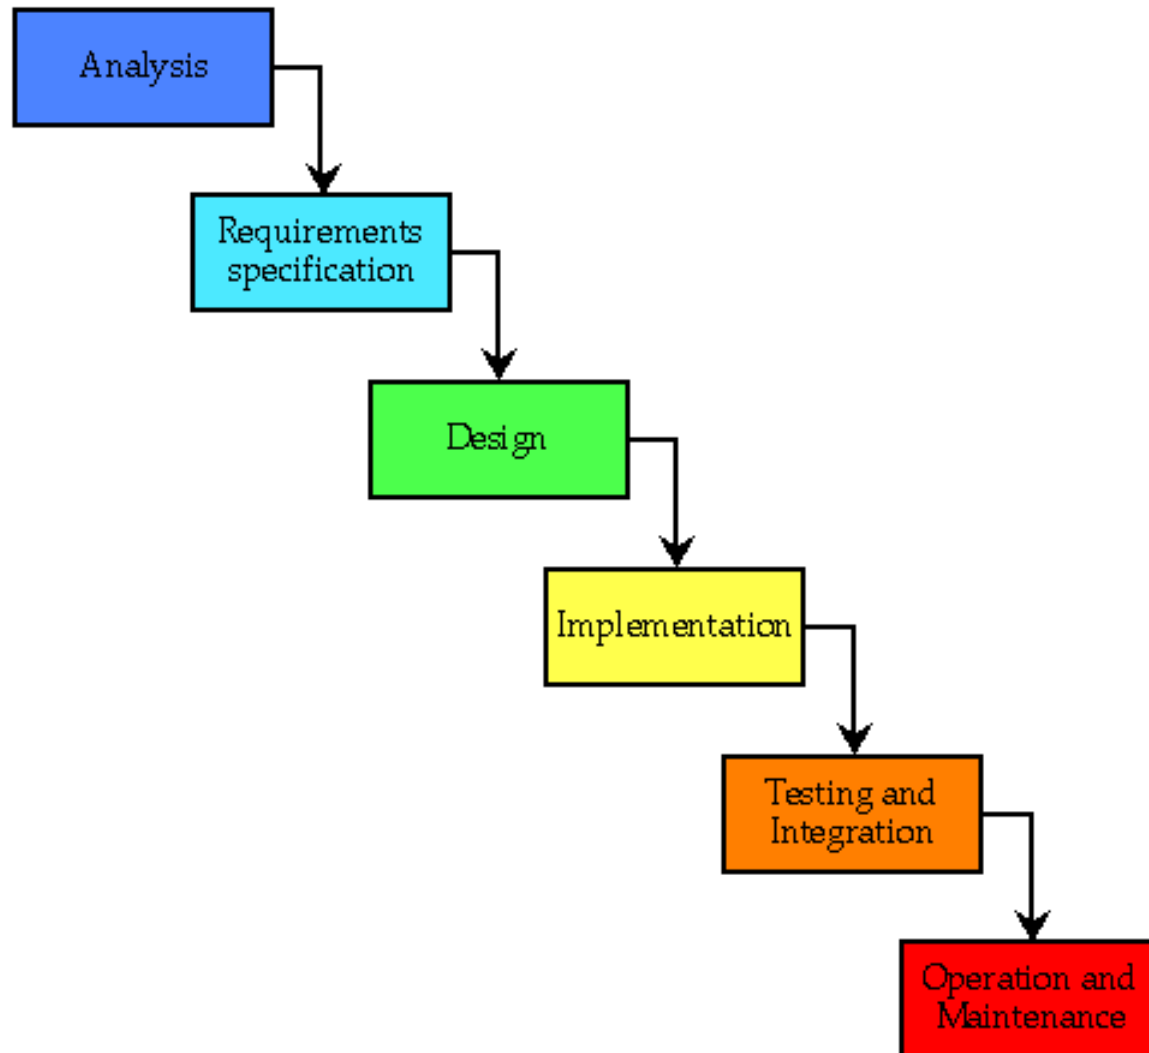 Analysis
Requirements
specification
Design
Implementation
Testing and
Integration
Operation and
Maintenance